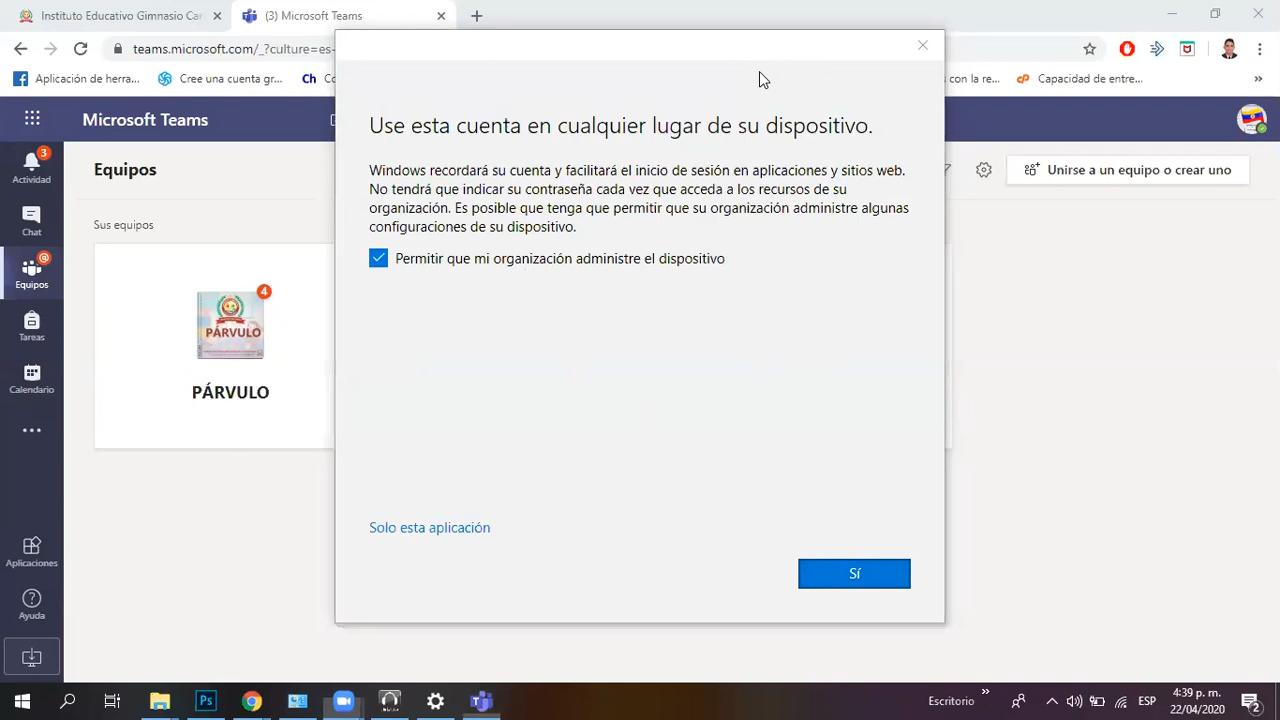 Instituto Educativo Gimnasio Car
(3) Microsoft Teams
teams.microsoft.com/_?culture=es-
Aplicación de herra...
Cree una cuenta gr...
Ch
s con la re...
cP
Capacidad de entre...
»
Microsoft Teams
3
Actividad
Chat
@
Equipos
Tareas
Calendario
Aplicaciones
Ayuda
Equipos
Unirse a un equipo o crear uno
Sus equipos
4
PÁRVULO
PÁRVULO
Use esta cuenta en cualquier lugar de su dispositivo.
Windows recordará su cuenta y facilitará el inicio de sesión en aplicaciones y sitios web.
No tendrá que indicar su contraseña cada vez que acceda a los recursos de su
organización. Es posible que tenga que permitir que su organización administre algunas
configuraciones de su dispositivo.
Permitir que mi organización administre el dispositivo
Solo esta aplicación
Sí
Ps
Escritorio
»
ESP
4:39 p. m.
22/04/2020
2